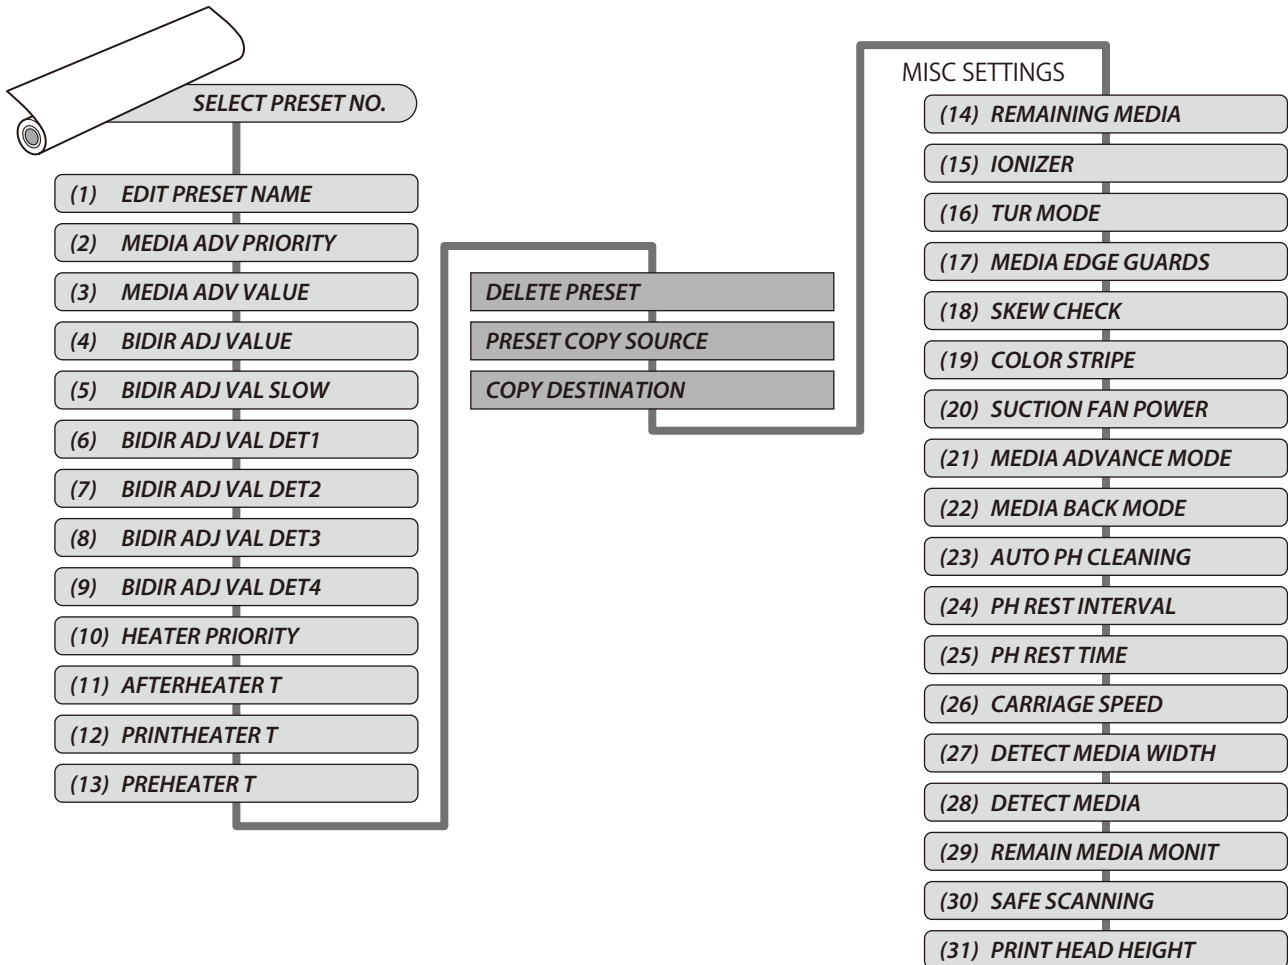 SELECT PRESET NO.
(1) EDIT PRESET NAME
(2) MEDIA ADV PRIORITY
(3) MEDIA ADV VALUE
(4) BIDIR ADJ VALUE
(5) BIDIR ADJ VAL SLOW
(6) BIDIR ADJ VAL DET1
(7) BIDIR ADJ VAL DET2
(8) BIDIR ADJ VAL DET3
(9) BIDIR ADJ VAL DET4
(10) HEATER PRIORITY
(11) AFTERHEATER T
(12) PRINTHEATER T
(13) PREHEATER T
DELETE PRESET
PRESET COPY SOURCE
COPY DESTINATION
MISC SETTINGS
(14) REMAINING MEDIA
(15) IONIZER
(16) TUR MODE
(17) MEDIA EDGE GUARDS
(18) SKEW CHECK
(19) COLOR STRIPE
(20) SUCTION FAN POWER
(21) MEDIA ADVANCE MODE
(22) MEDIA BACK MODE
(23) AUTO PH CLEANING
(24) PH REST INTERVAL
(25) PH REST TIME
(26) CARRIAGE SPEED
(27) DETECT MEDIA WIDTH
(28) DETECT MEDIA
(29) REMAIN MEDIA MONIT
(30) SAFE SCANNING
(31) PRINT HEAD HEIGHT